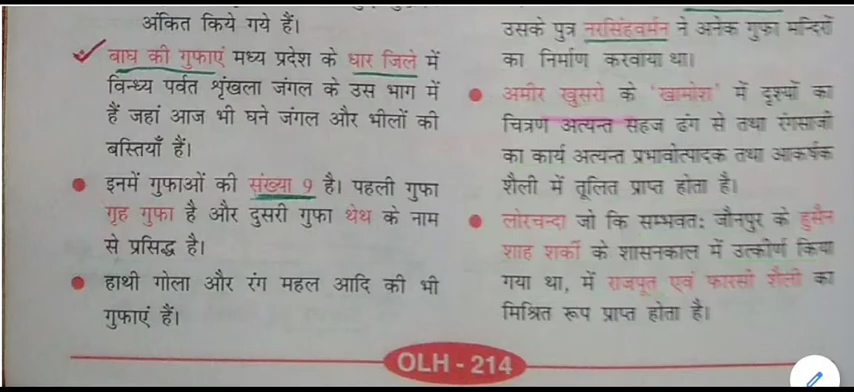 अंकित किये गये हैं।
बाघ की गुफाएं मध्य प्रदेश के धार जिले में
विन्ध्य पर्वत शृंखला जंगल के उस भाग में
हैं जहां आज भी घने जंगल और भीलों की
बस्तियाँ हैं।
इनमें गुफाओं की संख्या 9 है। पहली गुफा
गृह गुफा है और दुसरी गुफा थेथ के नाम
से प्रसिद्ध है।
हाथी गोला और रंग महल आदि की भी
गुफाएं हैं।
उसके पुत्र नरसिंहवर्मन ने अनेक गुफा मन्दिरों
का निर्माण करवाया था।
अमीर खुसरो के 'खामोश' में दृश्यों का
चित्रण अत्यन्त सहज ढंग से तथा रंगसाजी
का कार्य अत्यन्त प्रभावोत्पादक तथा आकर्षक
शैली में तूलित प्राप्त होता है।
लोरचन्दा जो कि सम्भवतः जौनपुर के हुसैन
शाह शर्की के शासनकाल में उत्कीर्ण किया
गया था, में राजपूत एवं फारसी शैली का
मिश्रित रूप प्राप्त होता है।
OLH - 214